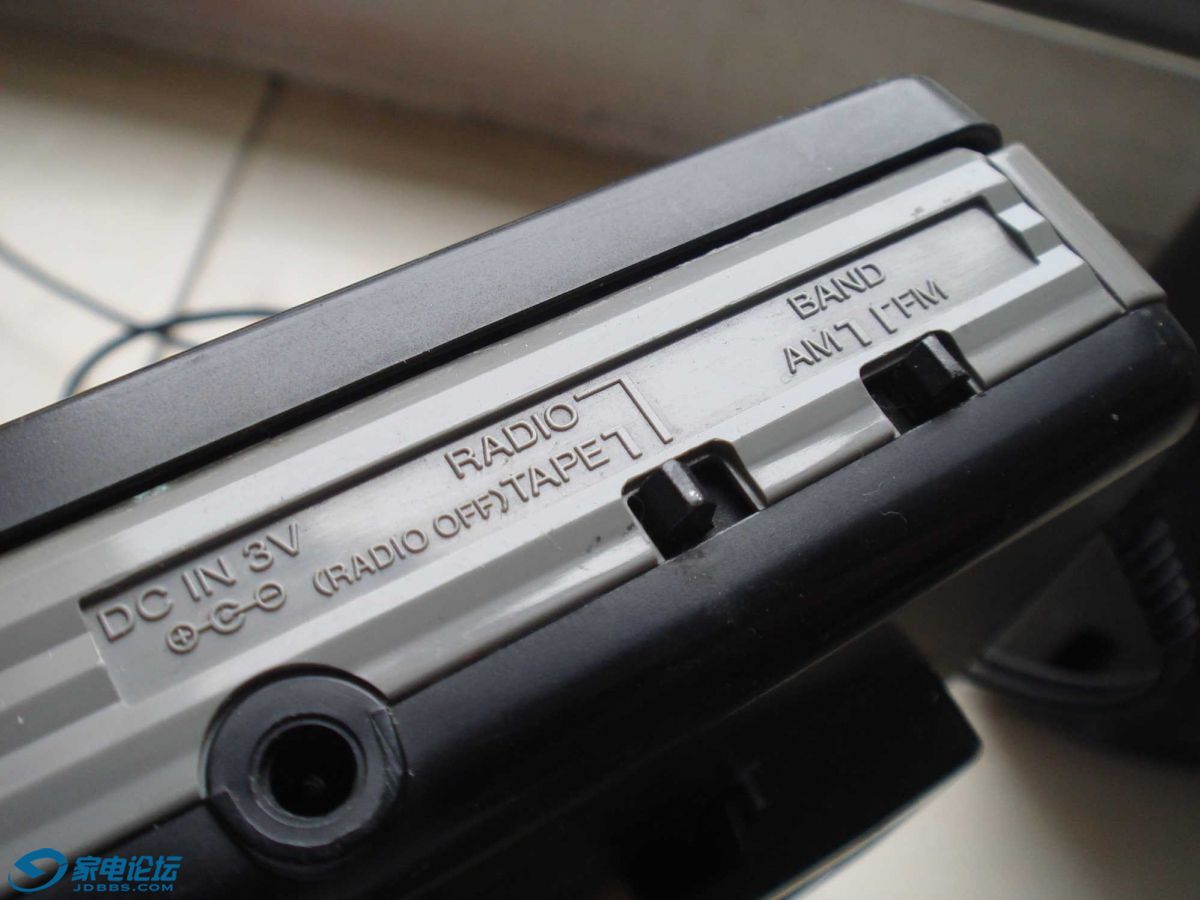 BAND
AM FM
RADIO
(RADIO OFF) TAPE
DC IN 3V
家电论坛
JDBBS.COM